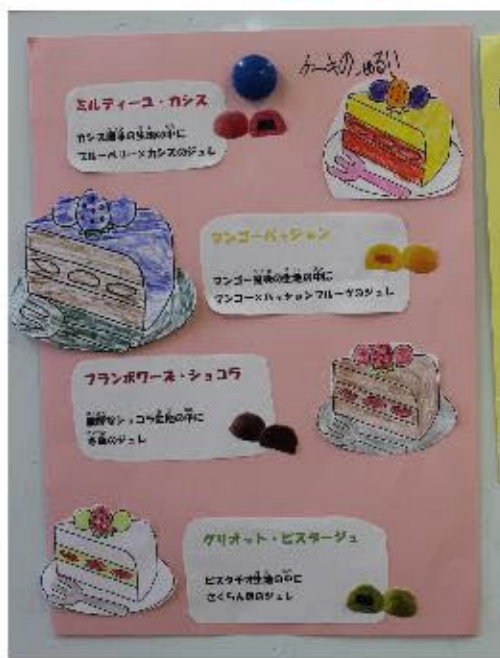 ケーキのしゅるい
ミルティーユ・カシス
カシス風味の生地の中に
ブルーベリー×カシスのジュレ
マンゴーパッション
マンゴー風味の生地の中に
マンゴー×パッションフルーツのジュレ
フランボワーズ・ショコラ
濃厚なショコラ生地の中に
のジュレ
グリオット・ピスターシュ
ピスタチオ生地の中に
さくらんぼのジュレ